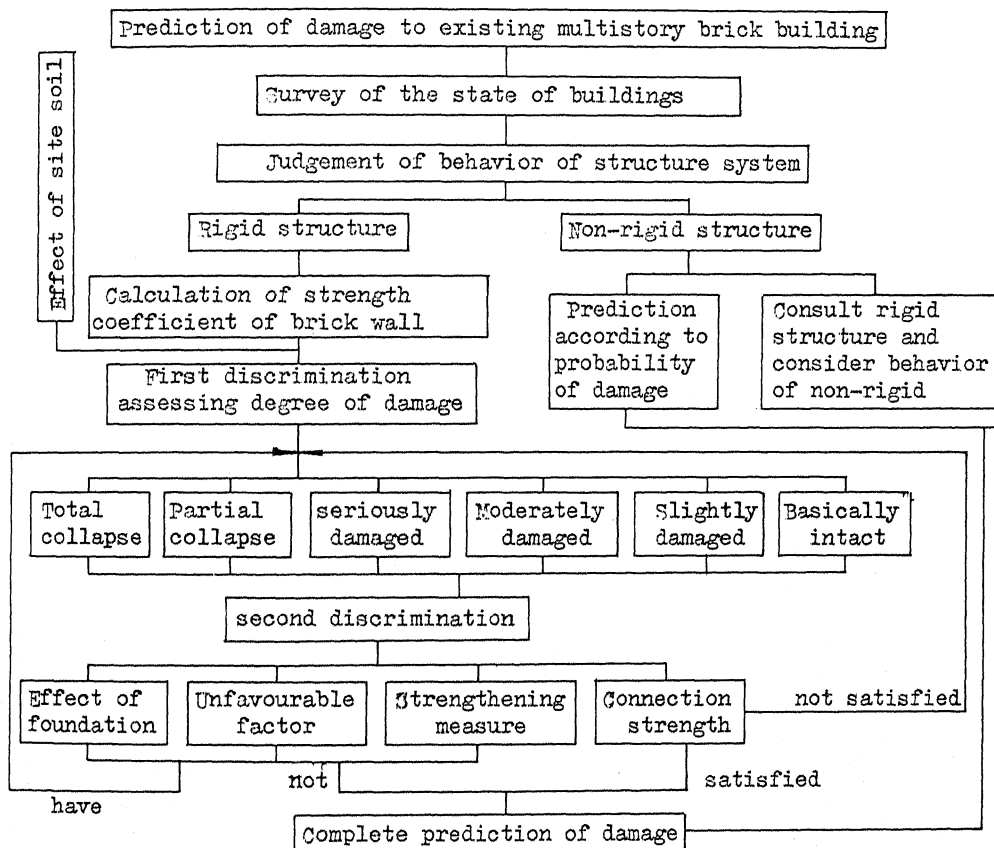 Prediction of damage to existing multistory brick building
Effect of site soil
Survey of the state of buildings
Judgement of behavior of structure system
Rigid structure
Non-rigid structure
Calculation of strength
coefficient of brick wall
Prediction
according to
probability
of damage
Consult rigid
structure and
consider behavior
of non-rigid
First discrimination
assessing degree of damage
Total
collapse
Partial
collapse
seriously
damaged
Moderately
damaged
Slightly
damaged
Basically
intact
second discrimination
Effect of
foundation
Unfavourable
factor
Strengthening
measure
Connection
strength
not satisfied
have
not
satisfied
Complete prediction of damage